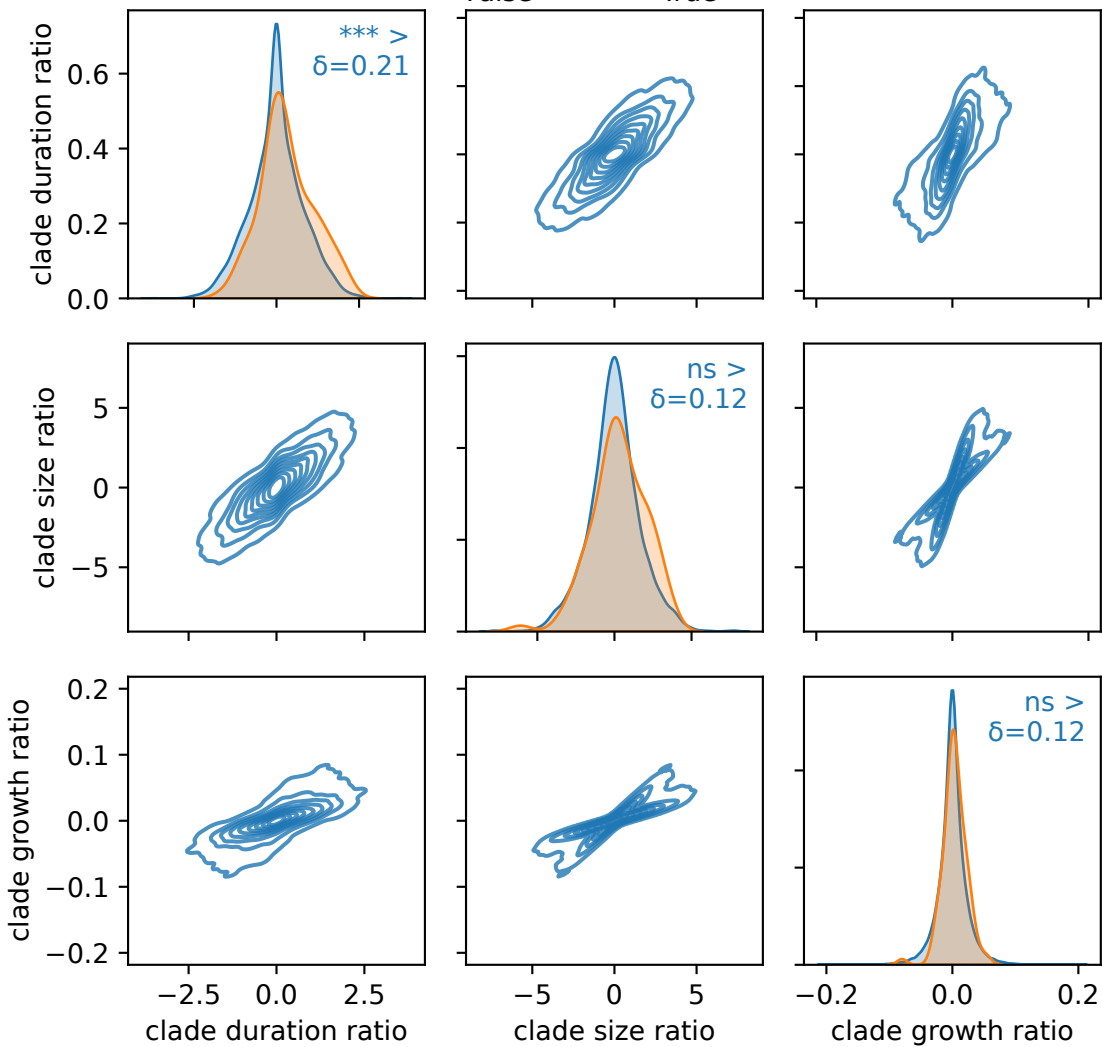 clade duration ratio
0.6
0.4
0.2
0.0
*** >
δ=0.21
clade size ratio
5
0
−5
ns >
δ=0.12
clade growth ratio
0.2
0.1
0.0
−0.1
−0.2
ns >
δ=0.12
−2.5 0.0 2.5
−5 0 5
−0.2 0.0 0.2
clade duration ratio
clade size ratio
clade growth ratio